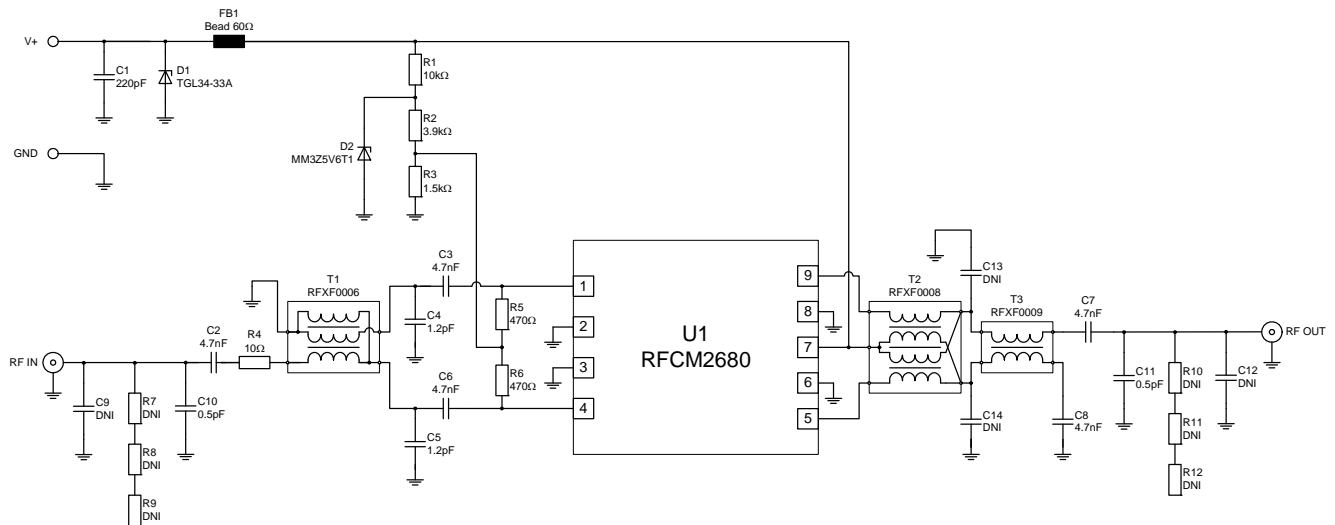 FB1
Bead 60Ω
V+
C1
220pF
D1
TGL34-33A
R1
10kΩ
R2
3.9kΩ
D2
MM3Z5V6T1
R3
1.5kΩ
GND
C3
4.7nF
T1
RFXF0006
C2
4.7nF
R4
10Ω
C4
1.2pF
R5
470Ω
R6
470Ω
C6
4.7nF
C5
1.2pF
RF IN
C9
DNI
R7
DNI
R8
DNI
R9
DNI
C10
0.5pF
1
2
3
4
U1
RFCM2680
9
8
7
6
5
T2
RFXF0008
C13
DNI
T3
RFXF0009
C7
4.7nF
C14
DNI
C8
4.7nF
C11
0.5pF
R10
DNI
R11
DNI
R12
DNI
C12
DNI
RF OUT